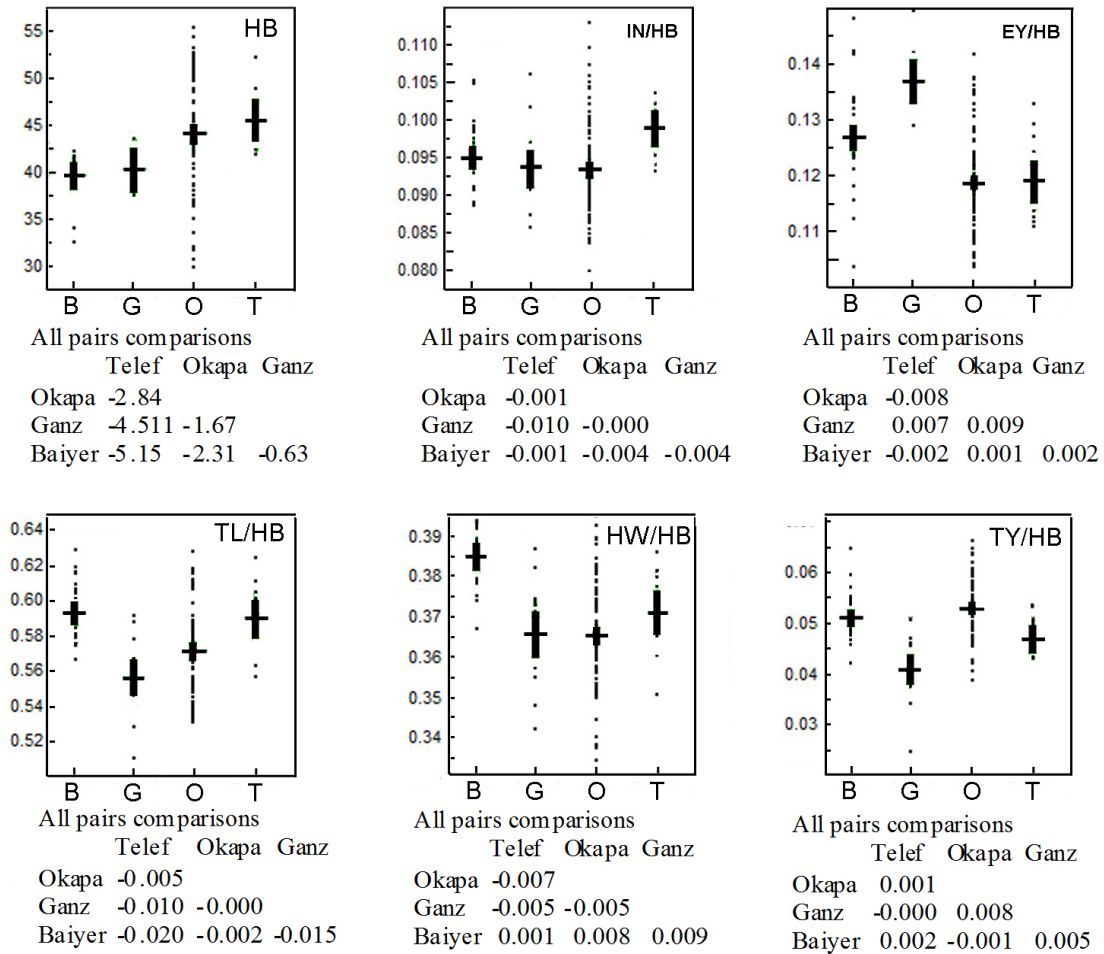 HB
55
50
45
40
35
30
B G O T
All pairs comparisons
Telef Okapa Ganz
Okapa -2.84
Ganz -4.511 -1.67
Baiyer -5.15 -2.31 -0.63
IN/HB
0.110
0.105
0.100
0.095
0.090
0.085
0.080
B G O T
All pairs comparisons
Telef Okapa Ganz
Okapa -0.001
Ganz -0.010 -0.000
Baiyer -0.001 -0.004 -0.004
EY/HB
0.14
0.13
0.12
0.11
B G O T
All pairs comparisons
Telef Okapa Ganz
Okapa -0.008
Ganz 0.007 0.009
Baiyer -0.002 0.001 0.002
TL/HB
0.64
0.62
0.60
0.58
0.56
0.54
0.52
B G O T
All pairs comparisons
Telef Okapa Ganz
Okapa -0.005
Ganz -0.010 -0.000
Baiyer -0.020 -0.002 -0.015
HW/HB
0.39
0.38
0.37
0.36
0.35
0.34
B G O T
All pairs comparisons
Telef Okapa Ganz
Okapa -0.007
Ganz -0.005 -0.005
Baiyer 0.001 0.008 0.009
TY/HB
0.06
0.05
0.04
0.03
B G O T
All pairs comparisons
Telef Okapa Ganz
Okapa 0.001
Ganz -0.000 0.008
Baiyer 0.002 -0.001 0.005